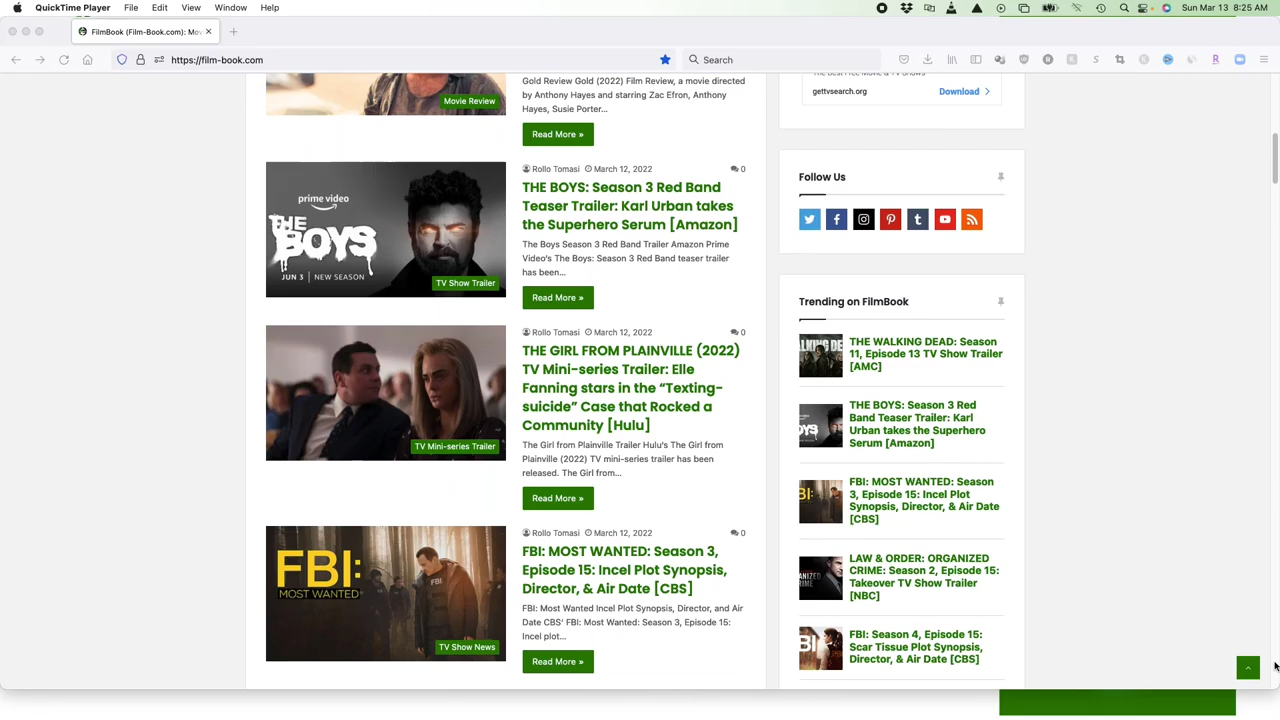 QuickTime Player File Edit View Window Help
Sun Mar 13 8:25 AM
FilmBook (Film-Book.com): Mov
https://film-book.com
Search
Movie Review
Gold Review Gold (2022) Film Review, a movie directed
by Anthony Hayes and starring Zac Efron, Anthony
Hayes, Susie Porter...
Read More »
prime video
THE
BOYS
JUN 3 | NEW SEASON
TV Show Trailer
Rollo Tomasi March 12, 2022 0
THE BOYS: Season 3 Red Band
Teaser Trailer: Karl Urban takes
the Superhero Serum [Amazon]
The Boys Season 3 Red Band Trailer Amazon Prime
Video's The Boys: Season 3 Red Band teaser trailer
has been...
Read More »
TV Mini-series Trailer
Rollo Tomasi March 12, 2022 0
THE GIRL FROM PLAINVILLE (2022)
TV Mini-series Trailer: Elle
Fanning stars in the “Texting-
suicide” Case that Rocked a
Community [Hulu]
The Girl from Plainville Trailer Hulu's The Girl from
Plainville (2022) TV mini-series trailer has been
released. The Girl from...
Read More »
FBI:
MOST WANTED
FBI
TV Show News
Rollo Tomasi March 12, 2022 0
FBI: MOST WANTED: Season 3,
Episode 15: Incel Plot Synopsis,
Director, & Air Date [CBS]
FBI: Most Wanted Incel Plot Synopsis, Director, and Air
Date CBS' FBI: Most Wanted: Season 3, Episode 15:
Incel plot...
Read More »
The Best Free Movie & TV Shows
gettvsearch.org
Download
Follow Us
Trending on FilmBook
THE WALKING DEAD: Season
11, Episode 13 TV Show Trailer
[AMC]
THE BOYS: Season 3 Red
Band Teaser Trailer: Karl
Urban takes the Superhero
Serum [Amazon]
FBI: MOST WANTED: Season
3, Episode 15: Incel Plot
Synopsis, Director, & Air Date
[CBS]
LAW & ORDER: ORGANIZED
CRIME: Season 2, Episode 15:
Takeover TV Show Trailer
[NBC]
FBI: Season 4, Episode 15:
Scar Tissue Plot Synopsis,
Director, & Air Date [CBS]